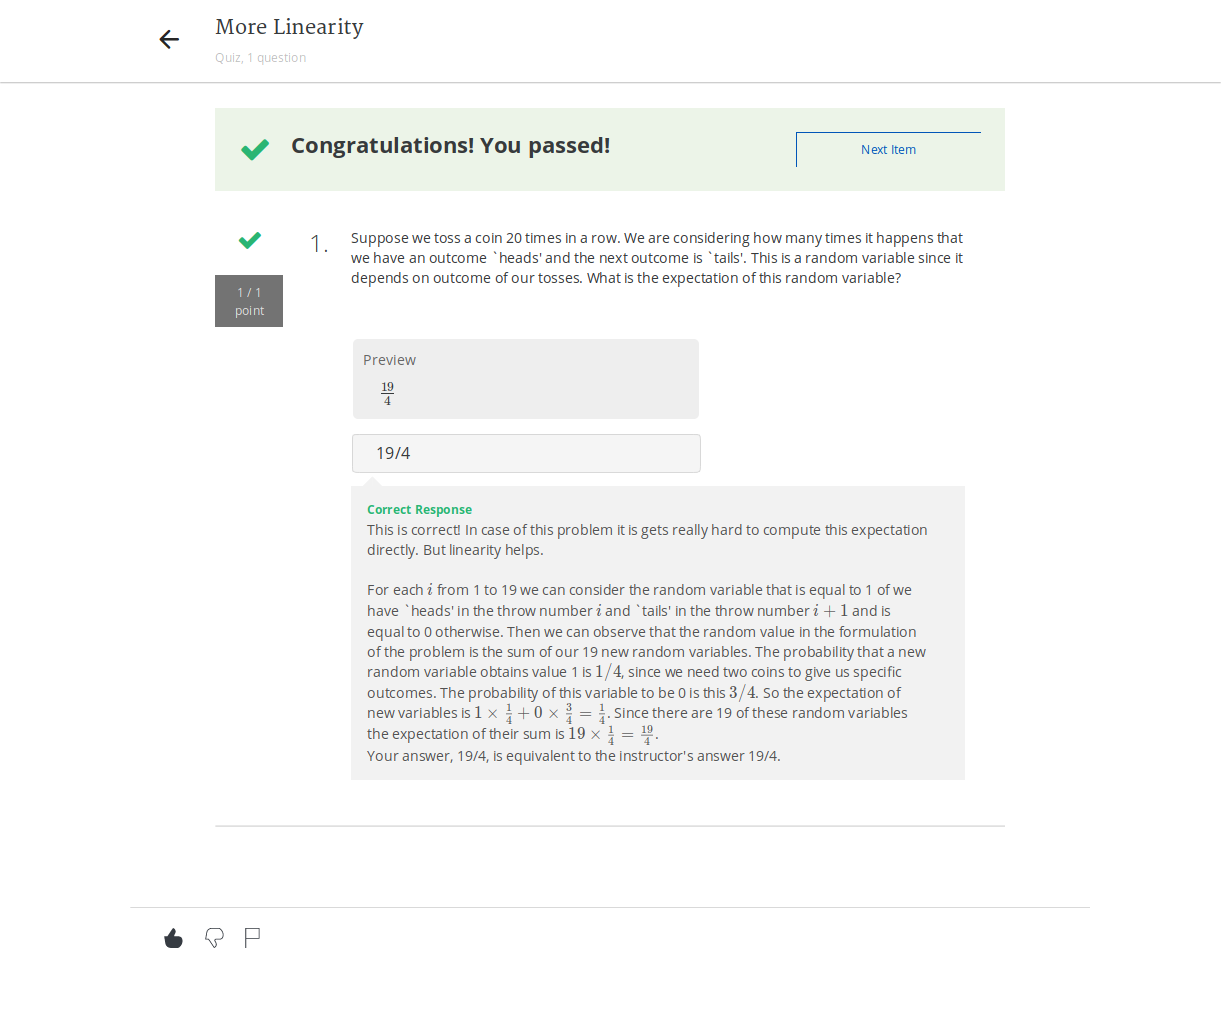 More Linearity
Quiz, 1 question
Congratulations! You passed!
Next Item
1 / 1
point
1.
Suppose we toss a coin 20 times in a row. We are considering how many times it happens that
we have an outcome `heads' and the next outcome is `tails'. This is a random variable since it
depends on outcome of our tosses. What is the expectation of this random variable?
Preview
19/4
19/4
Correct Response
This is correct! In case of this problem it is gets really hard to compute this expectation
directly. But linearity helps.
For each i from 1 to 19 we can consider the random variable that is equal to 1 of we
have `heads' in the throw number i and `tails' in the throw number i + 1 and is
equal to 0 otherwise. Then we can observe that the random value in the formulation
of the problem is the sum of our 19 new random variables. The probability that a new
random variable obtains value 1 is 1/4, since we need two coins to give us specific
outcomes. The probability of this variable to be 0 is this 3/4. So the expectation of
new variables is 1 × 1/4 + 0 × 3/4 = 1/4. Since there are 19 of these random variables
the expectation of their sum is 19 × 1/4 = 19/4.
Your answer, 19/4, is equivalent to the instructor's answer 19/4.